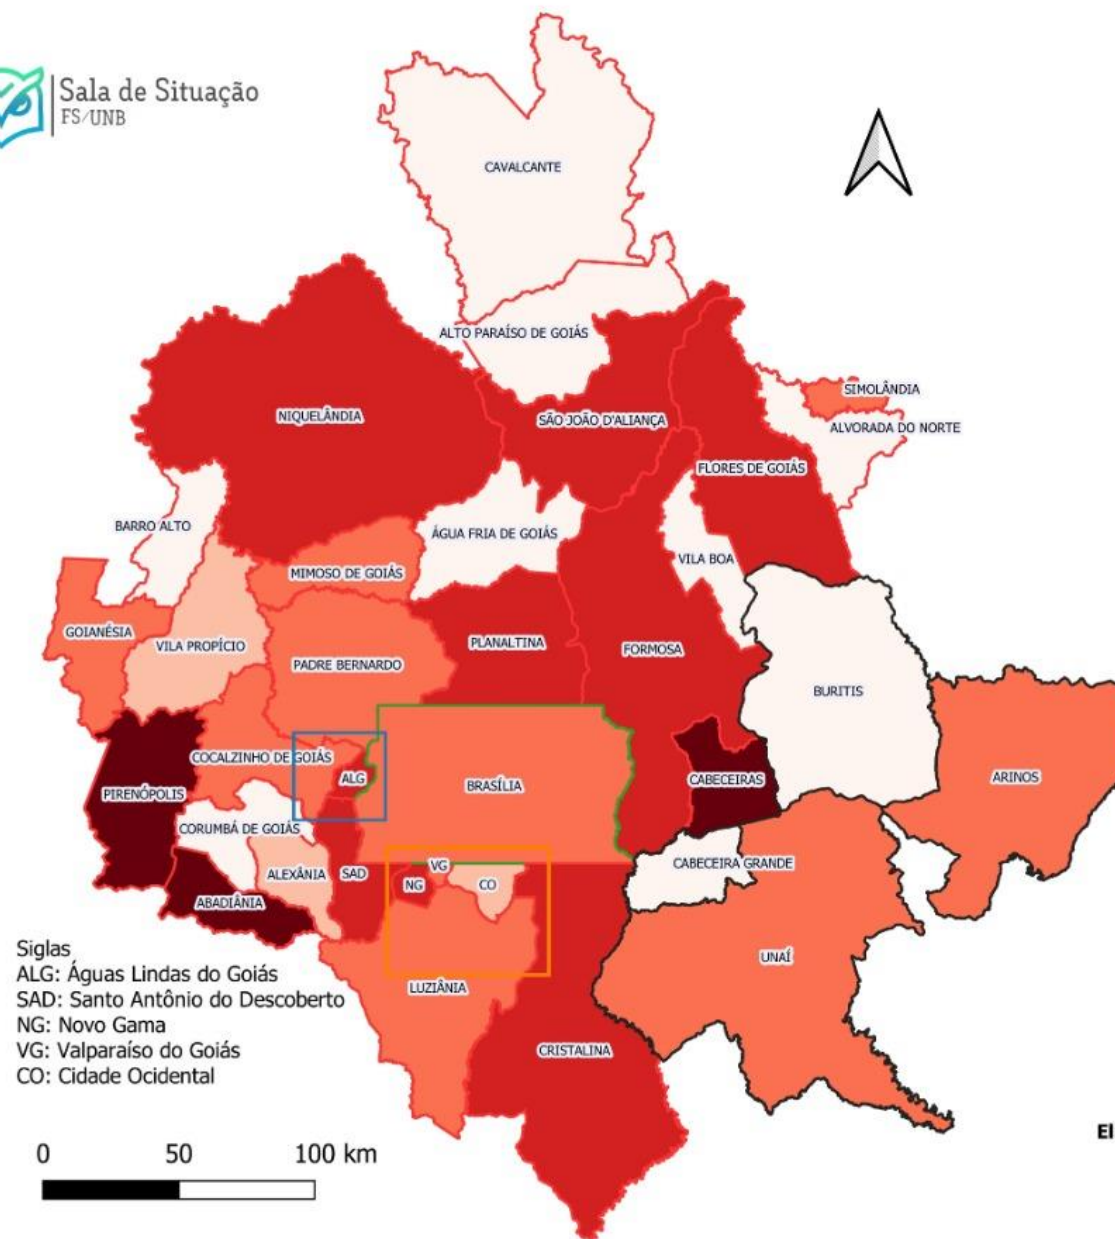 Sala de Situação
FS/UNB
CAVALCANTE
ALTO PARAÍSO DE GOIÁS
SIMOLÂNDIA
NIQUELÂNDIA
SÃO JOÃO D'ALIANÇA
ALVORADA DO NORTE
FLORES DE GOIÁS
BARRO ALTO
ÁGUA FRIA DE GOIÁS
VILA BOA
MIMOSO DE GOIÁS
GOIANÉSIA
VILA PROPÍCIO
PLANALTINA
FORMOSA
PADRE BERNARDO
BURITIS
COCALZINHO DE GOIÁS
ALG
BRASÍLIA
CABECEIRAS
ARINOS
PIRENÓPOLIS
CORUMBÁ DE GOIÁS
CABECEIRA GRANDE
VG
ALEXÂNIA
SAD
NG
CO
ABADIÂNIA
UNAÍ
LUZIÂNIA
CRISTALINA
Siglas
ALG: Águas Lindas do Goiás
SAD: Santo Antônio do Descoberto
NG: Novo Gama
VG: Valparaíso do Goiás
CO: Cidade Ocidental
El
0 50 100 km